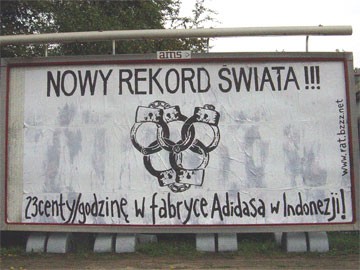 ams
NOWY REKORD ŚWIATA !!!
www.rat.bzzz.net
23centy/godzinę w fabryce Adidasa w Indonezji!